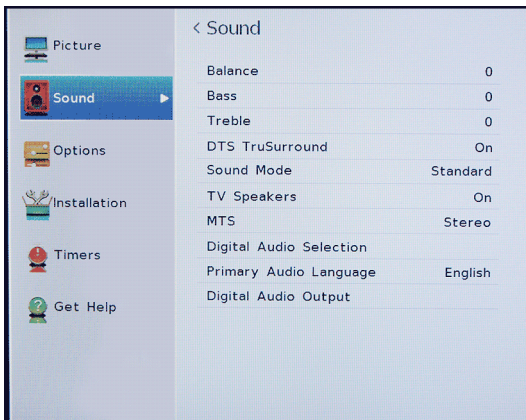 Picture
Sound
Options
Installation
Timers
Get Help
< Sound
Balance 0
Bass 0
Treble 0
DTS TruSurround On
Sound Mode Standard
TV Speakers On
MTS Stereo
Digital Audio Selection
Primary Audio Language English
Digital Audio Output